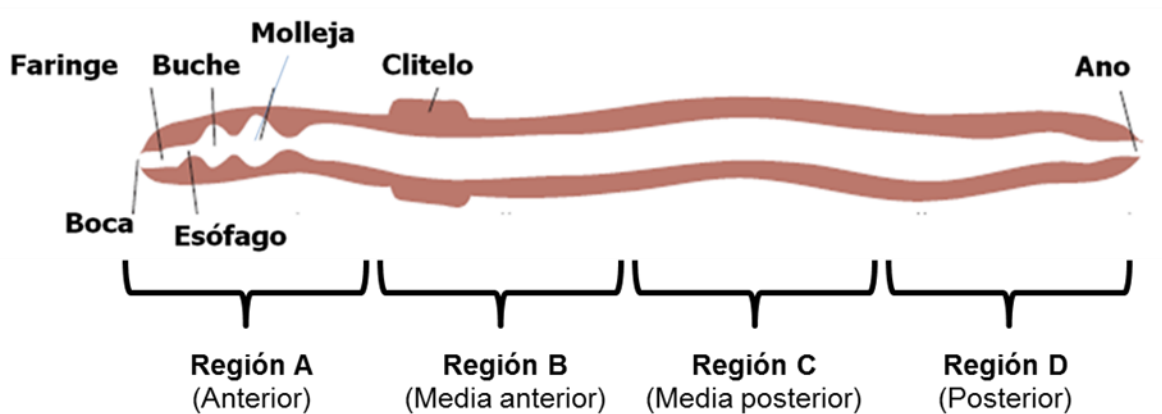 Molleja
Faringe Buche Clitelo Ano
Boca
Esófago
Región A Región B Región C Región D
(Anterior) (Media anterior) (Media posterior) (Posterior)